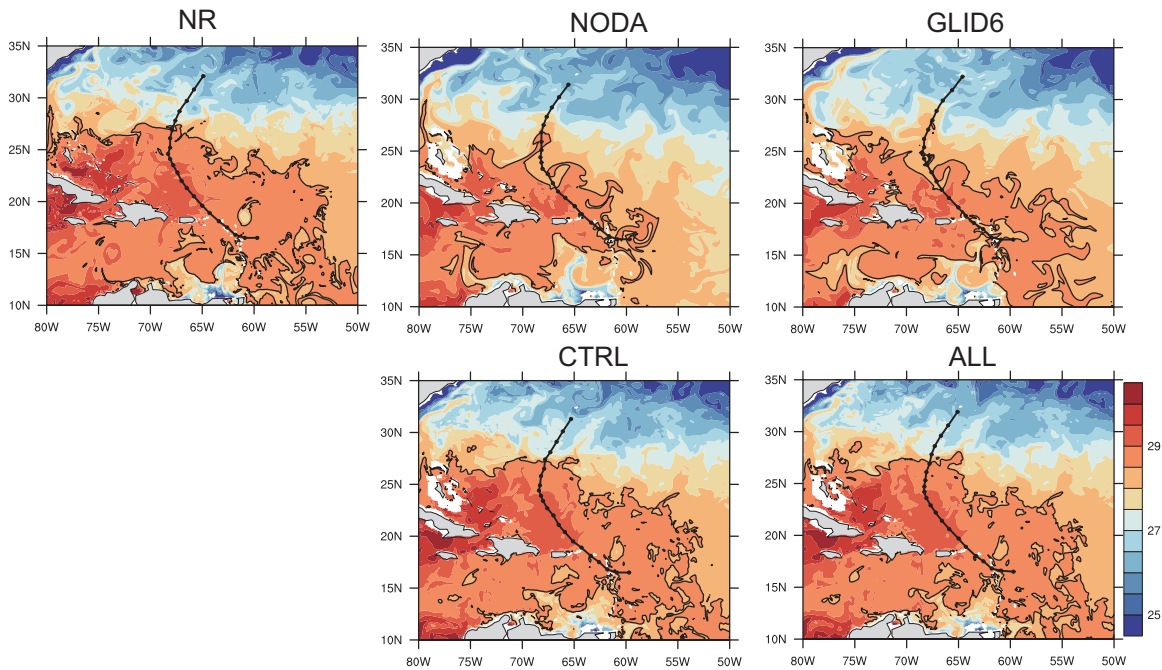 NR NODA GLID6
35N 35N 35N
30N 30N 30N
25N 25N 25N
20N 20N 20N
15N 15N 15N
10N 10N 10N
80W 75W 70W 65W 60W 55W 50W 80W 75W 70W 65W 60W 55W 50W 80W 75W 70W 65W 60W 55W 50W
CTRL ALL
35N 35N
30N 30N 29
25N 25N
20N 20N 27
15N 15N
10N 10N 25
80W 75W 70W 65W 60W 55W 50W 80W 75W 70W 65W 60W 55W 50W